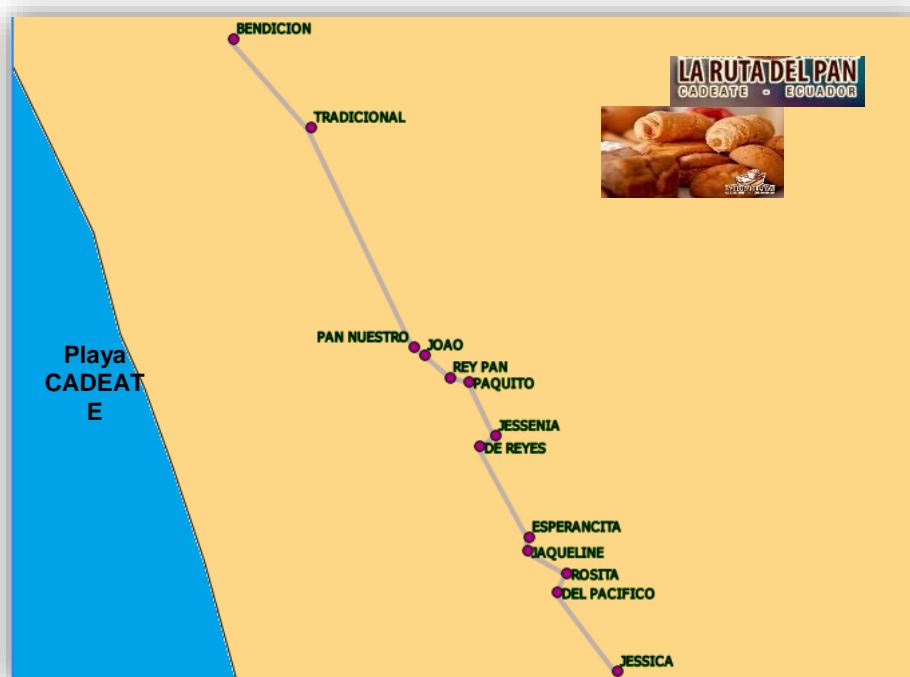 BENDICION
LA RUTA DEL PAN
CADEATE - ECUADOR
TRADICIONAL
PAN NUESTRO
JOAO
Playa
CADEAT
E
REY PAN
PAQUITO
JESSENIA
DE REYES
ESPERANCITA
JAQUELINE
ROSITA
DEL PACIFICO
JESSICA